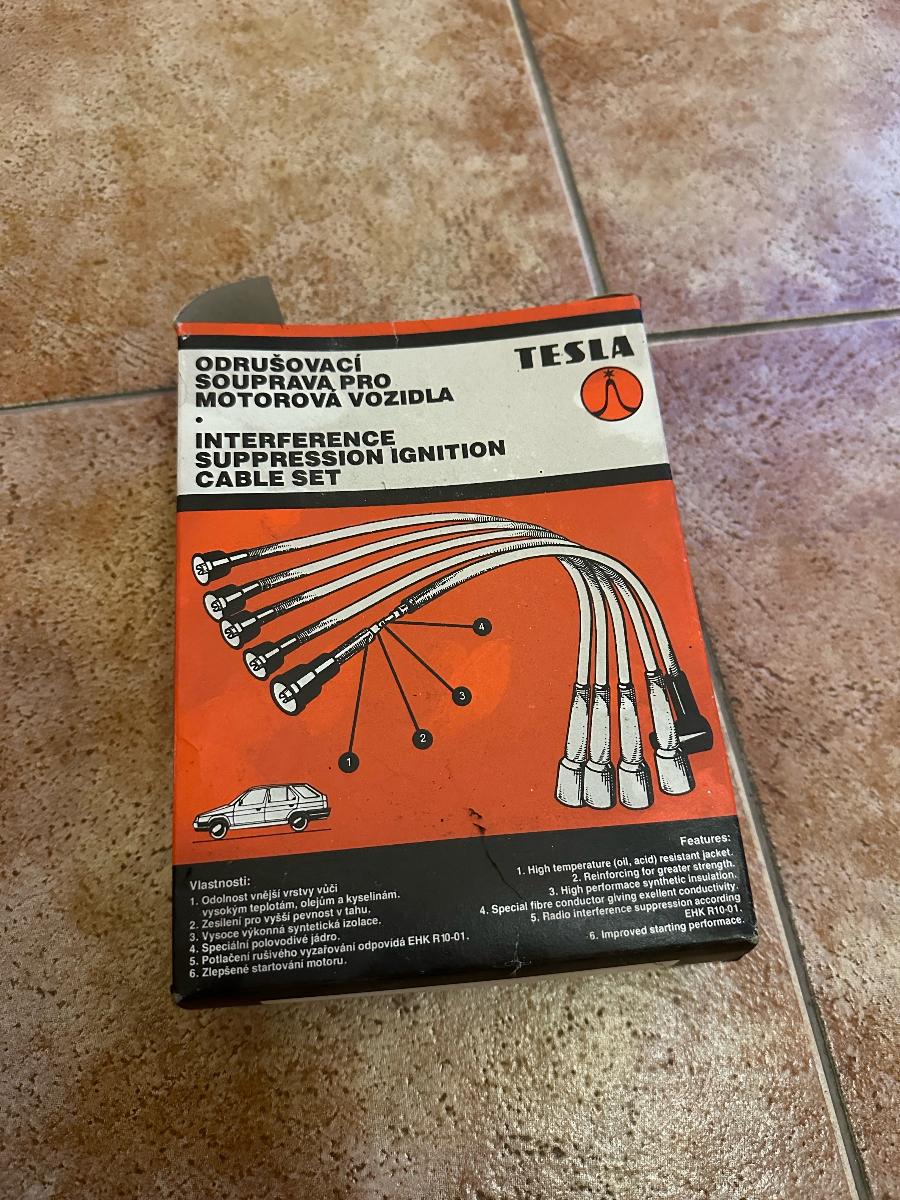 ODRUŠOVACÍ
SOUPRAVA PRO
MOTOROVÁ VOZIDLA
•
INTERFERENCE
SUPPRESSION IGNITION
CABLE SET
TESLA
4
3
2
1
Vlastnosti:
1. Odolnost vnější vrstvy vůči
vysokým teplotám, olejům a kyselinám.
2. Zesílení pro vyšší pevnost v tahu.
3. Vysoce výkonná syntetická izolace.
4. Speciální polovodivé jádro.
5. Potlačení rušivého vyzařování odpovídá EHK R10-01.
6. Zlepšené startování motoru.
Features:
1. High temperature (oil, acid) resistant jacket.
2. Reinforcing for greater strength.
3. High performace synthetic insulation.
4. Special fibre conductor giving exellent conductivity.
5. Radio interference suppression according
EHK R10-01.
6. Improved starting performace.